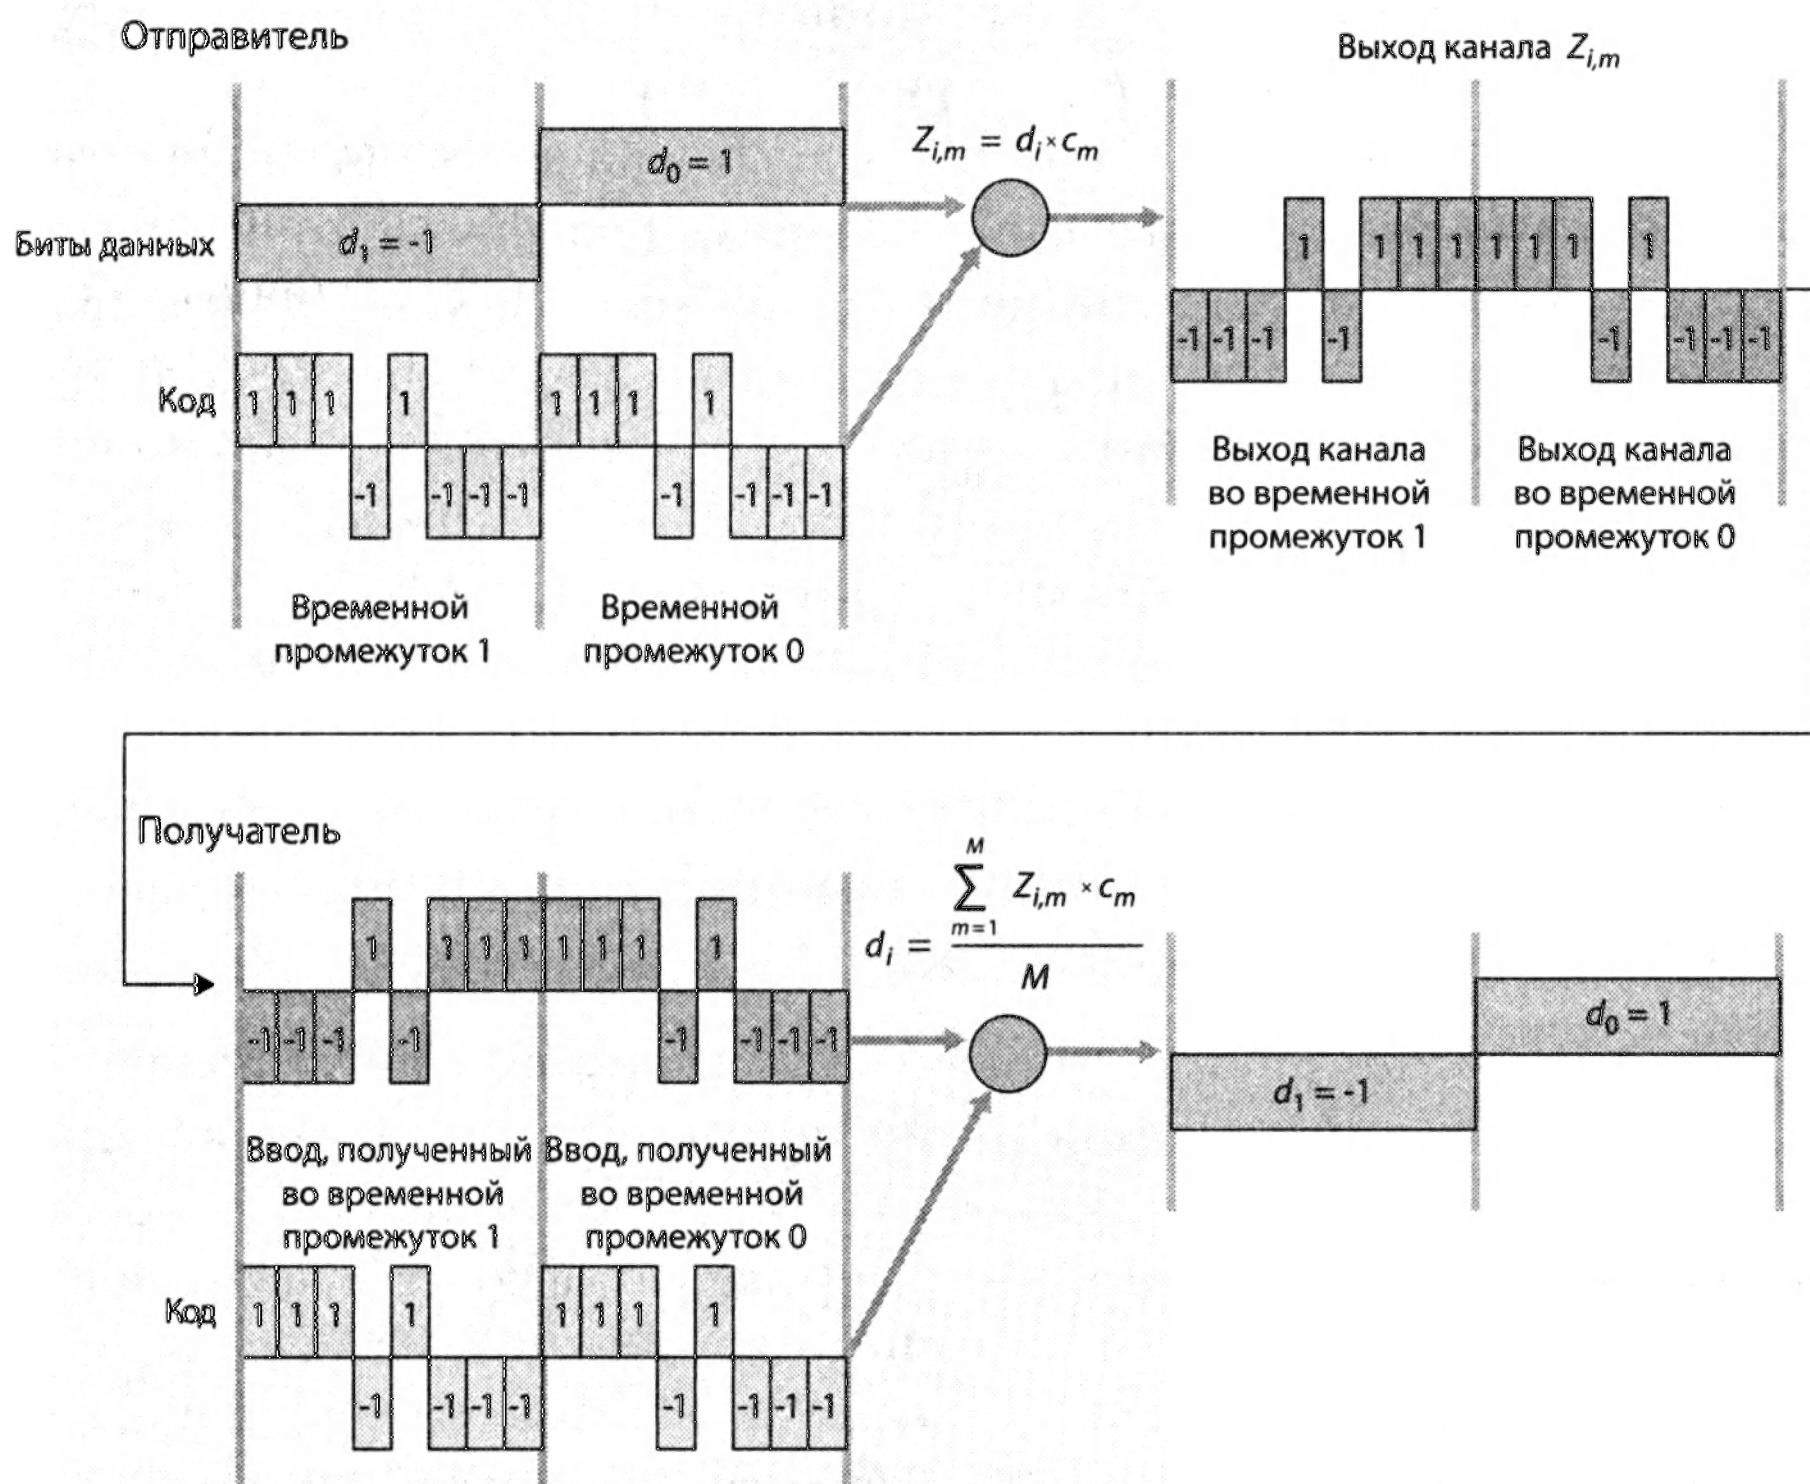 Отправитель
Выход канала Z_{i,m}
Z_{i,m} = d_i × c_m
d_0 = 1
Биты данных
d_1 = -1
1 1 1 1 1 1 1 1
-1 -1 -1 -1 -1 -1 -1 -1
Код
1 1 1 1 1 1 1 1
-1 -1 -1 -1 -1 -1 -1 -1
Выход канала
во временной
промежуток 1
Выход канала
во временной
промежуток 0
Временной
промежуток 1
Временной
промежуток 0
Получатель
1 1 1 1 1 1 1 1
-1 -1 -1 -1 -1 -1 -1 -1
d_i = \frac{\sum_{m=1}^{M} Z_{i,m} × c_m}{M}
d_0 = 1
d_1 = -1
Ввод, полученный
во временной
промежуток 1
Ввод, полученный
во временной
промежуток 0
Код
1 1 1 1 1 1 1 1
-1 -1 -1 -1 -1 -1 -1 -1